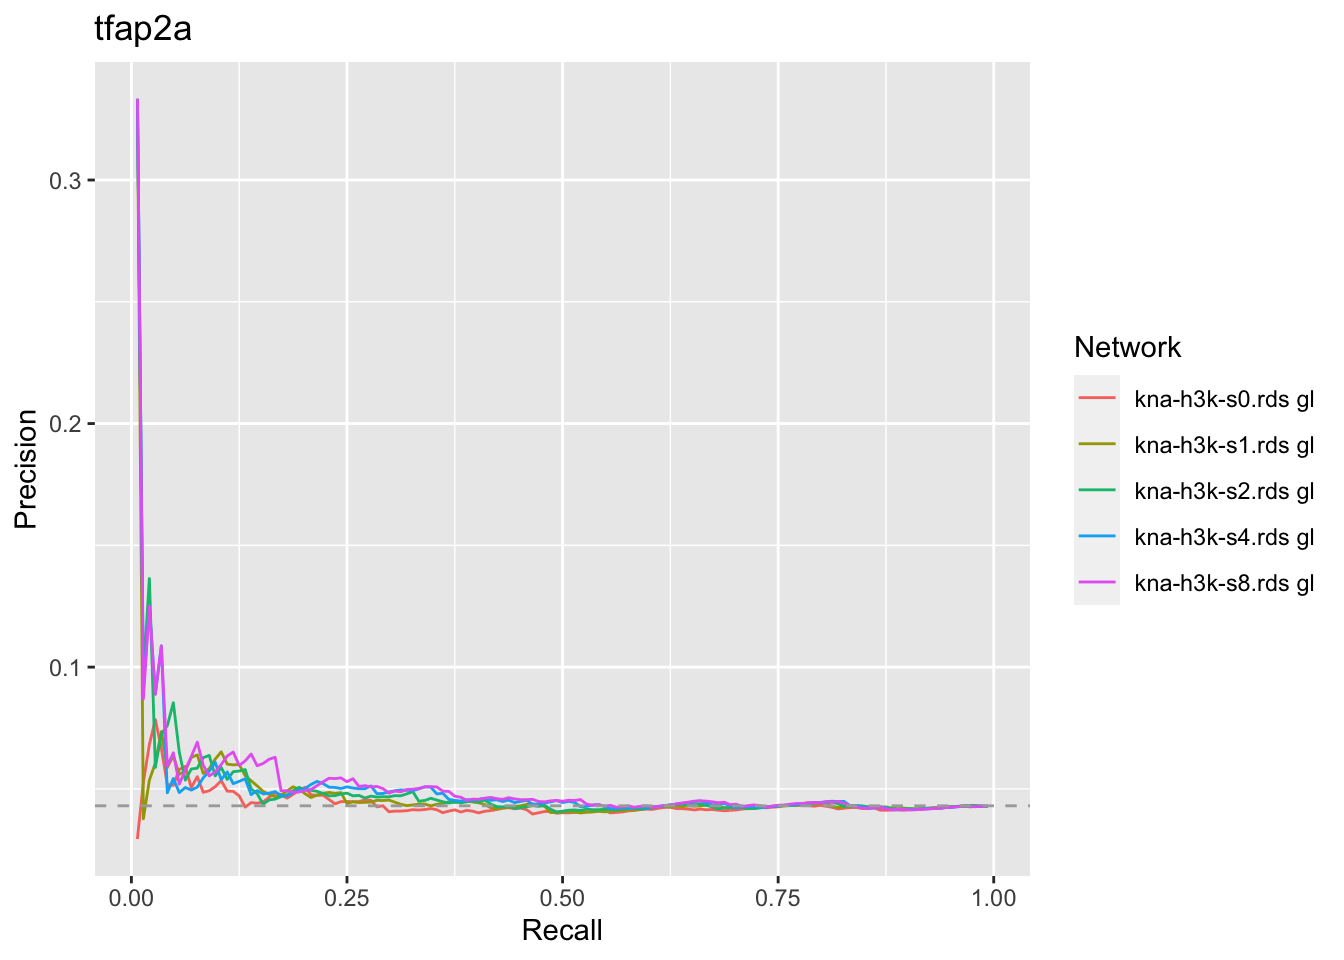 tfap2a
0.3
0.2
0.1
Precision
0.00
0.25
0.50
0.75
1.00
Recall
Network
kna-h3k-s0.rds gl
kna-h3k-s1.rds gl
kna-h3k-s2.rds gl
kna-h3k-s4.rds gl
kna-h3k-s8.rds gl